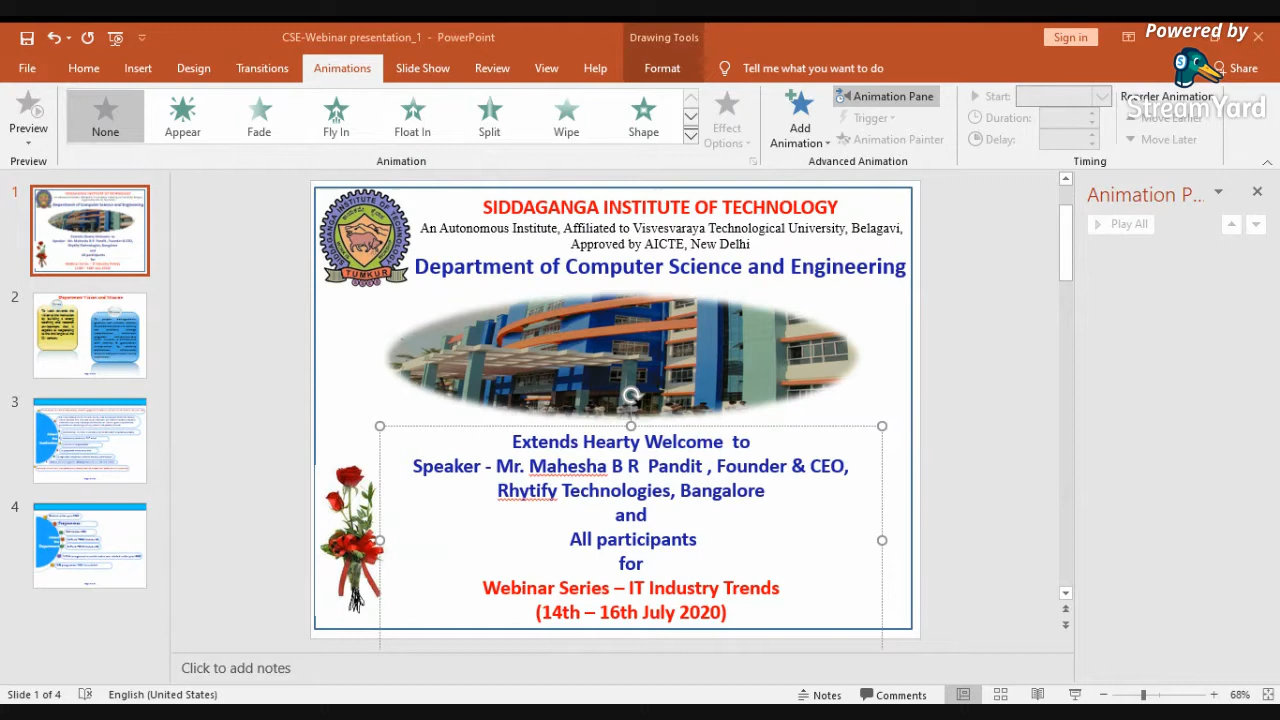 CSE-Webinar presentation_1 - PowerPoint
Drawing Tools
Sign in
Powered by
StreamYard
File
Home
Insert
Design
Transitions
Animations
Slide Show
Review
View
Help
Format
Tell me what you want to do
Share
Preview
None
Appear
Fade
Fly In
Float In
Split
Wipe
Shape
Effect
Options
Add
Animation
Animation Pane
Trigger
Animation Painter
Start:
Duration:
Delay:
Reorder Animation
Move Earlier
Move Later
Preview
Animation
Advanced Animation
Timing
1
2
3
4
SIDDAGANGA INSTITUTE OF TECHNOLOGY
An Autonomous Institute, Affiliated to Visvesvaraya Technological University, Belagavi,
Approved by AICTE, New Delhi
Department of Computer Science and Engineering
TUMKUR
Extends Hearty Welcome to
Speaker - Mr. Mahesha B R Pandit , Founder & CEO,
Rhytify Technologies, Bangalore
and
All participants
for
Webinar Series – IT Industry Trends
(14th – 16th July 2020)
Animation P...
Play All
Click to add notes
Slide 1 of 4
English (United States)
Notes
Comments
68%